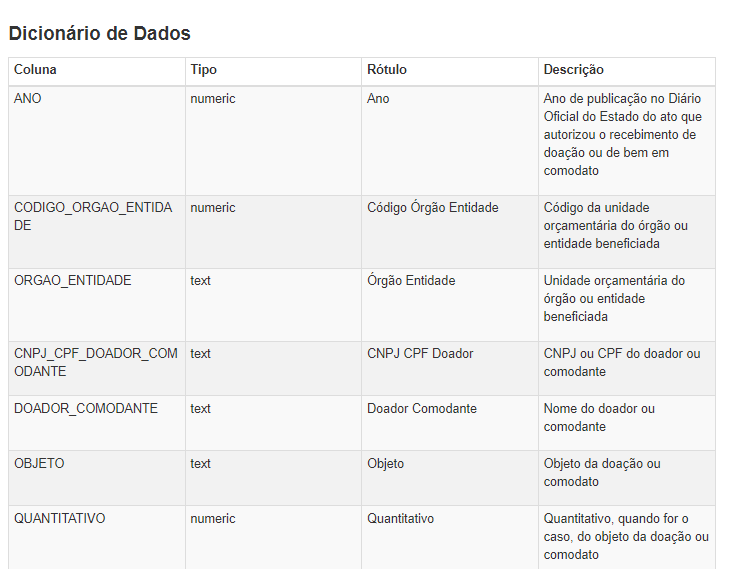 Dicionário de Dados
Coluna Tipo Rótulo Descrição
ANO numeric Ano Ano de publicação no Diário
Oficial do Estado do ato que
autorizou o recebimento de
doação ou de bem em
comodato
CODIGO_ORGAO_ENTIDA numeric Código Órgão Entidade Código da unidade
DE orçamentária do órgão ou
entidade beneficiada
ORGAO_ENTIDADE text Órgão Entidade Unidade orçamentária do
órgão ou entidade
beneficiada
CNPJ_CPF_DOADOR_COM text CNPJ CPF Doador CNPJ ou CPF do doador ou
ODANTE comodante
DOADOR_COMODANTE text Doador Comodante Nome do doador ou
comodante
OBJETO text Objeto Objeto da doação ou
comodato
QUANTITATIVO numeric Quantitativo Quantitativo, quando for o
caso, do objeto da doação ou
comodato